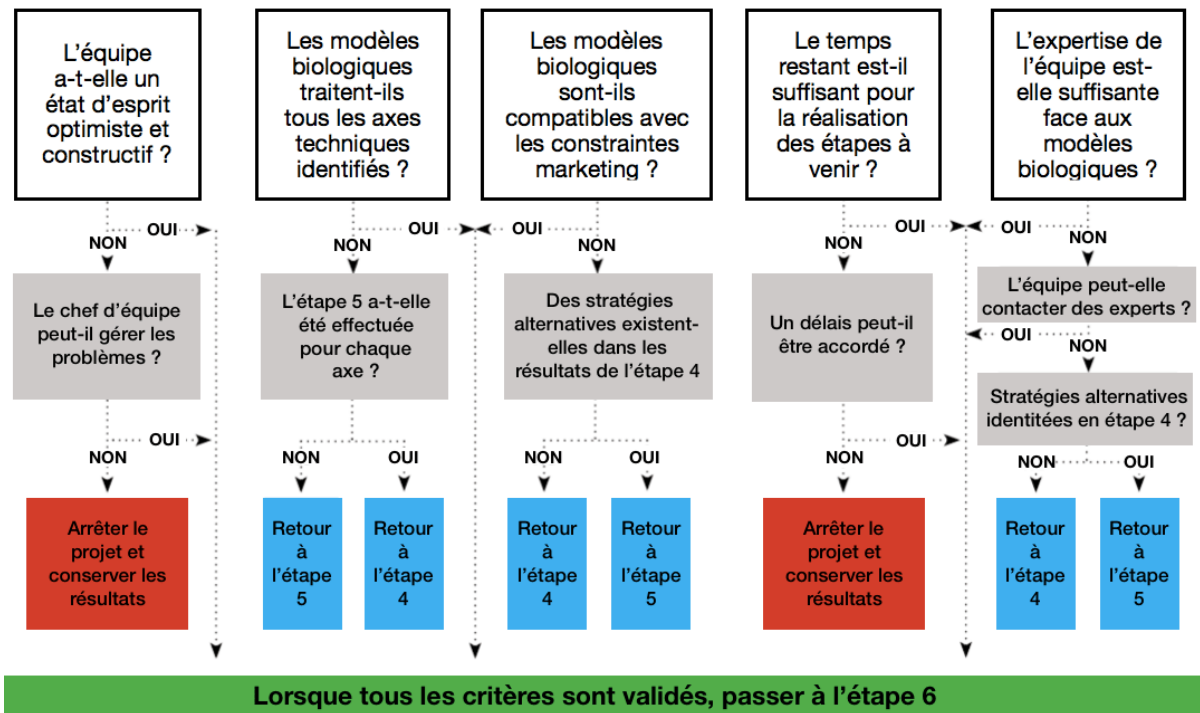 L'équipe
a-t-elle un
état d'esprit
optimiste et
constructif ?
Les modèles
biologiques
traitent-ils
tous les axes
techniques
identifiés ?
Les modèles
biologiques
sont-ils
compatibles avec
les constraintes
marketing ?
Le temps
restant est-il
suffisant pour
la réalisation
des étapes à
venir ?
L'expertise de
l'équipe est-
elle suffisante
face aux
modèles
biologiques ?
OUI
NON
OUI
NON
OUI
NON
OUI
NON
OUI
NON
Le chef d'équipe
peut-il gérer les
problèmes ?
L'étape 5 a-t-elle
été effectuée
pour chaque
axe ?
Des stratégies
alternatives existent-
elles dans les
résultats de l'étape 4
Un délais peut-il
être accordé ?
L'équipe peut-elle
contacter des experts ?
OUI
NON
Stratégies alternatives
identitées en étape 4 ?
OUI
NON
NON
OUI
NON
OUI
OUI
NON
NON
OUI
Arrêter le
projet et
conserver les
résultats
Retour
à
l'étape
5
Retour
à
l'étape
4
Retour
à
l'étape
4
Retour
à
l'étape
5
Arrêter le
projet et
conserver les
résultats
Retour
à
l'étape
4
Retour
à
l'étape
5
Lorsque tous les critères sont validés, passer à l'étape 6